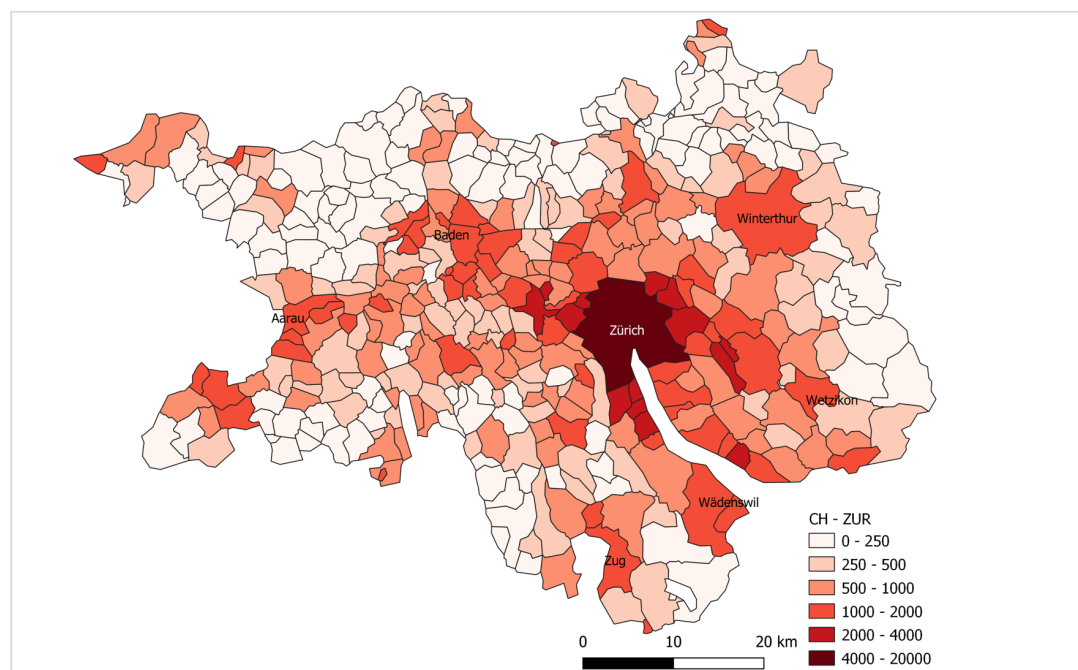 Winterthur
Baden
Aarau
Zürich
Wetzikon
Wädenswil
Zug
CH - ZUR
0 - 250
250 - 500
500 - 1000
1000 - 2000
2000 - 4000
4000 - 20000
0 10 20 km